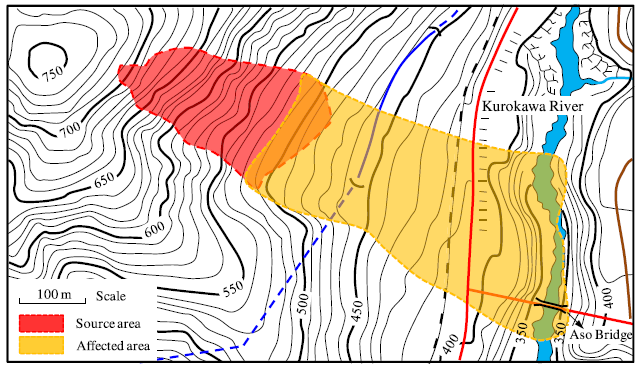 750
700
650
600
550
500
450
400
350
350
400
Kurokawa River
Aso Bridge
100 m Scale
Source area
Affected area